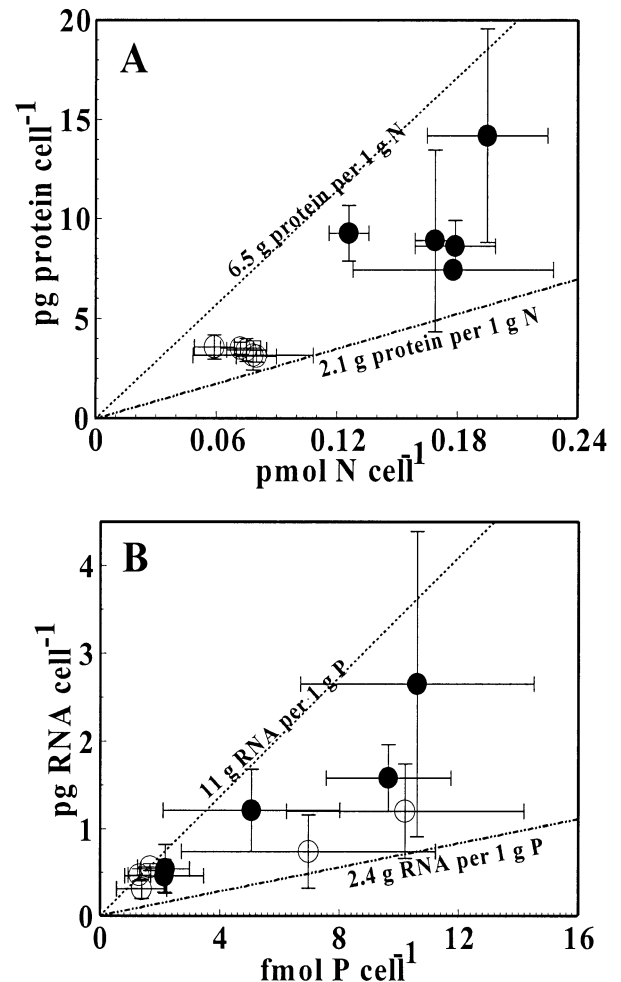 A
20
15
10
5
0
pg protein cell-1
6.5 g protein per 1 g N
2.1 g protein per 1 g N
0 0.06 0.12 0.18 0.24
pmol N cell-1
B
4
3
2
1
0
pg RNA cell-1
11 g RNA per 1 g P
2.4 g RNA per 1 g P
0 4 8 12 16
fmol P cell-1